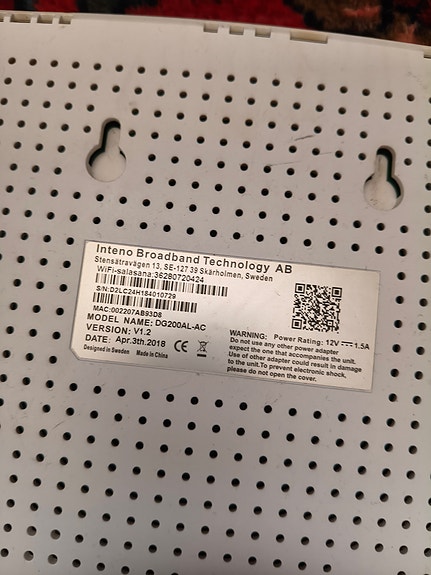 Inteno Broadband Technology AB
Stensätravägen 13, SE-127 39 Skärholmen, Sweden
WiFi-salasana:362B0720424
S/N:D2LC24H184010729
MAC:002207AB93D8
MODEL NAME: DG200AL-AC
VERSION: V1.2
DATE: Apr.3th.2018
Designed in Sweden Made in China
CE
WARNING: Power Rating: 12V 1.5A
Do not use any other power adapter
expect the one that accompanies the unit.
Use of other adapter could result in damage
to the unit.To prevent electronic shock,
please do not open the cover.